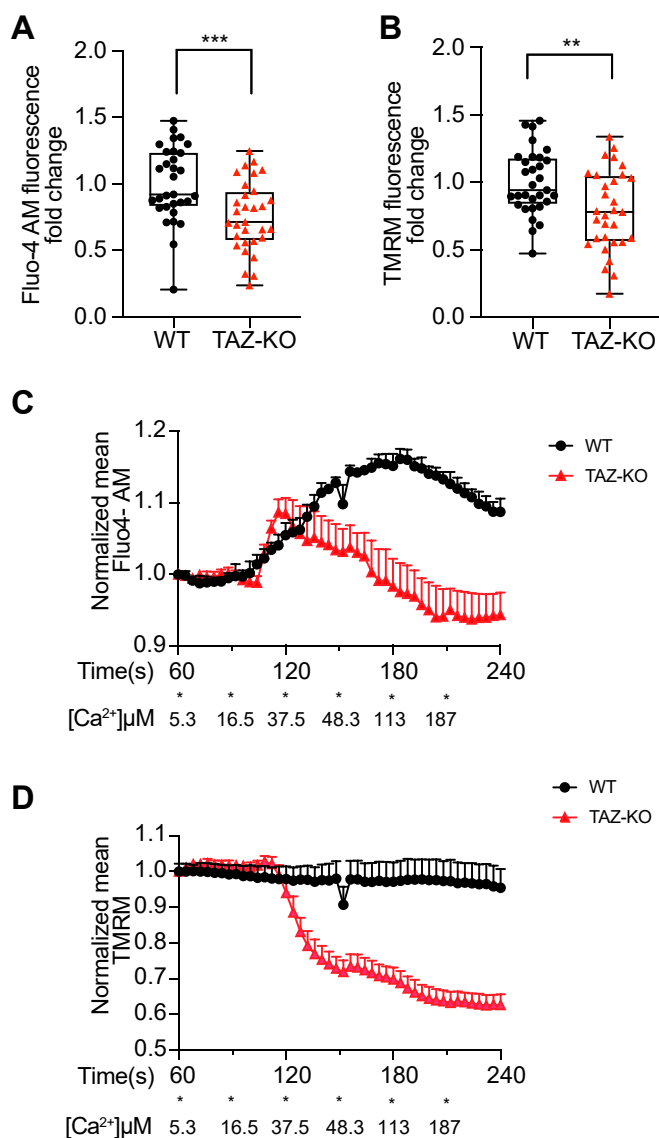 A
***
Fluo-4 AM fluorescence
fold change
2.0
1.5
1.0
0.5
0.0
WT
TAZ-KO
B
**
TMRM fluorescence
fold change
2.0
1.5
1.0
0.5
0.0
WT
TAZ-KO
C
WT
TAZ-KO
Normalized mean
Fluo4- AM
1.2
1.1
1.0
0.9
Time(s) 60 120 180 240
* * * * * *
[Ca²⁺]µM 5.3 16.5 37.5 48.3 113 187
D
WT
TAZ-KO
Normalized mean
TMRM
1.1
1.0
0.9
0.8
0.7
0.6
0.5
Time(s) 60 120 180 240
* * * * * *
[Ca²⁺]µM 5.3 16.5 37.5 48.3 113 187